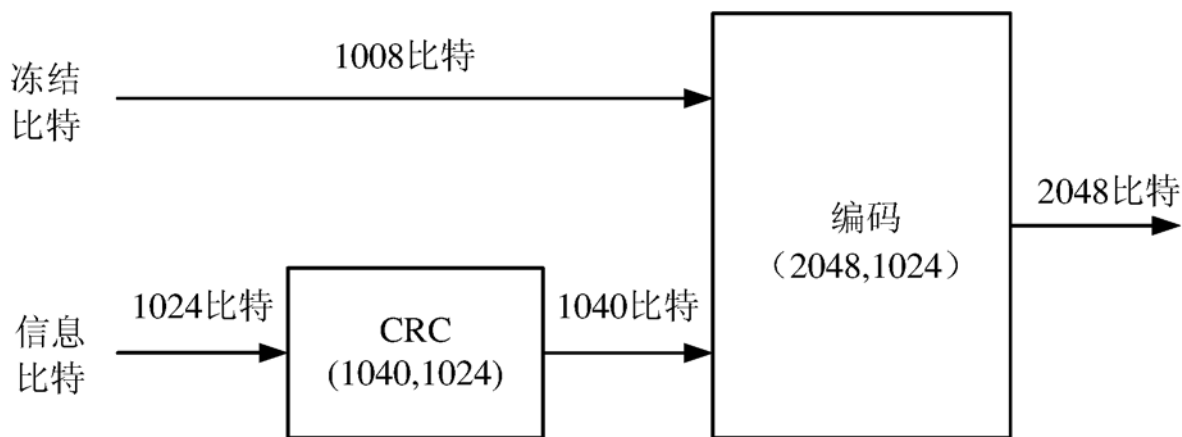 冻结
比特
1008比特
编码
（2048,1024）
2048比特
信息
比特
1024比特
CRC
(1040,1024)
1040比特